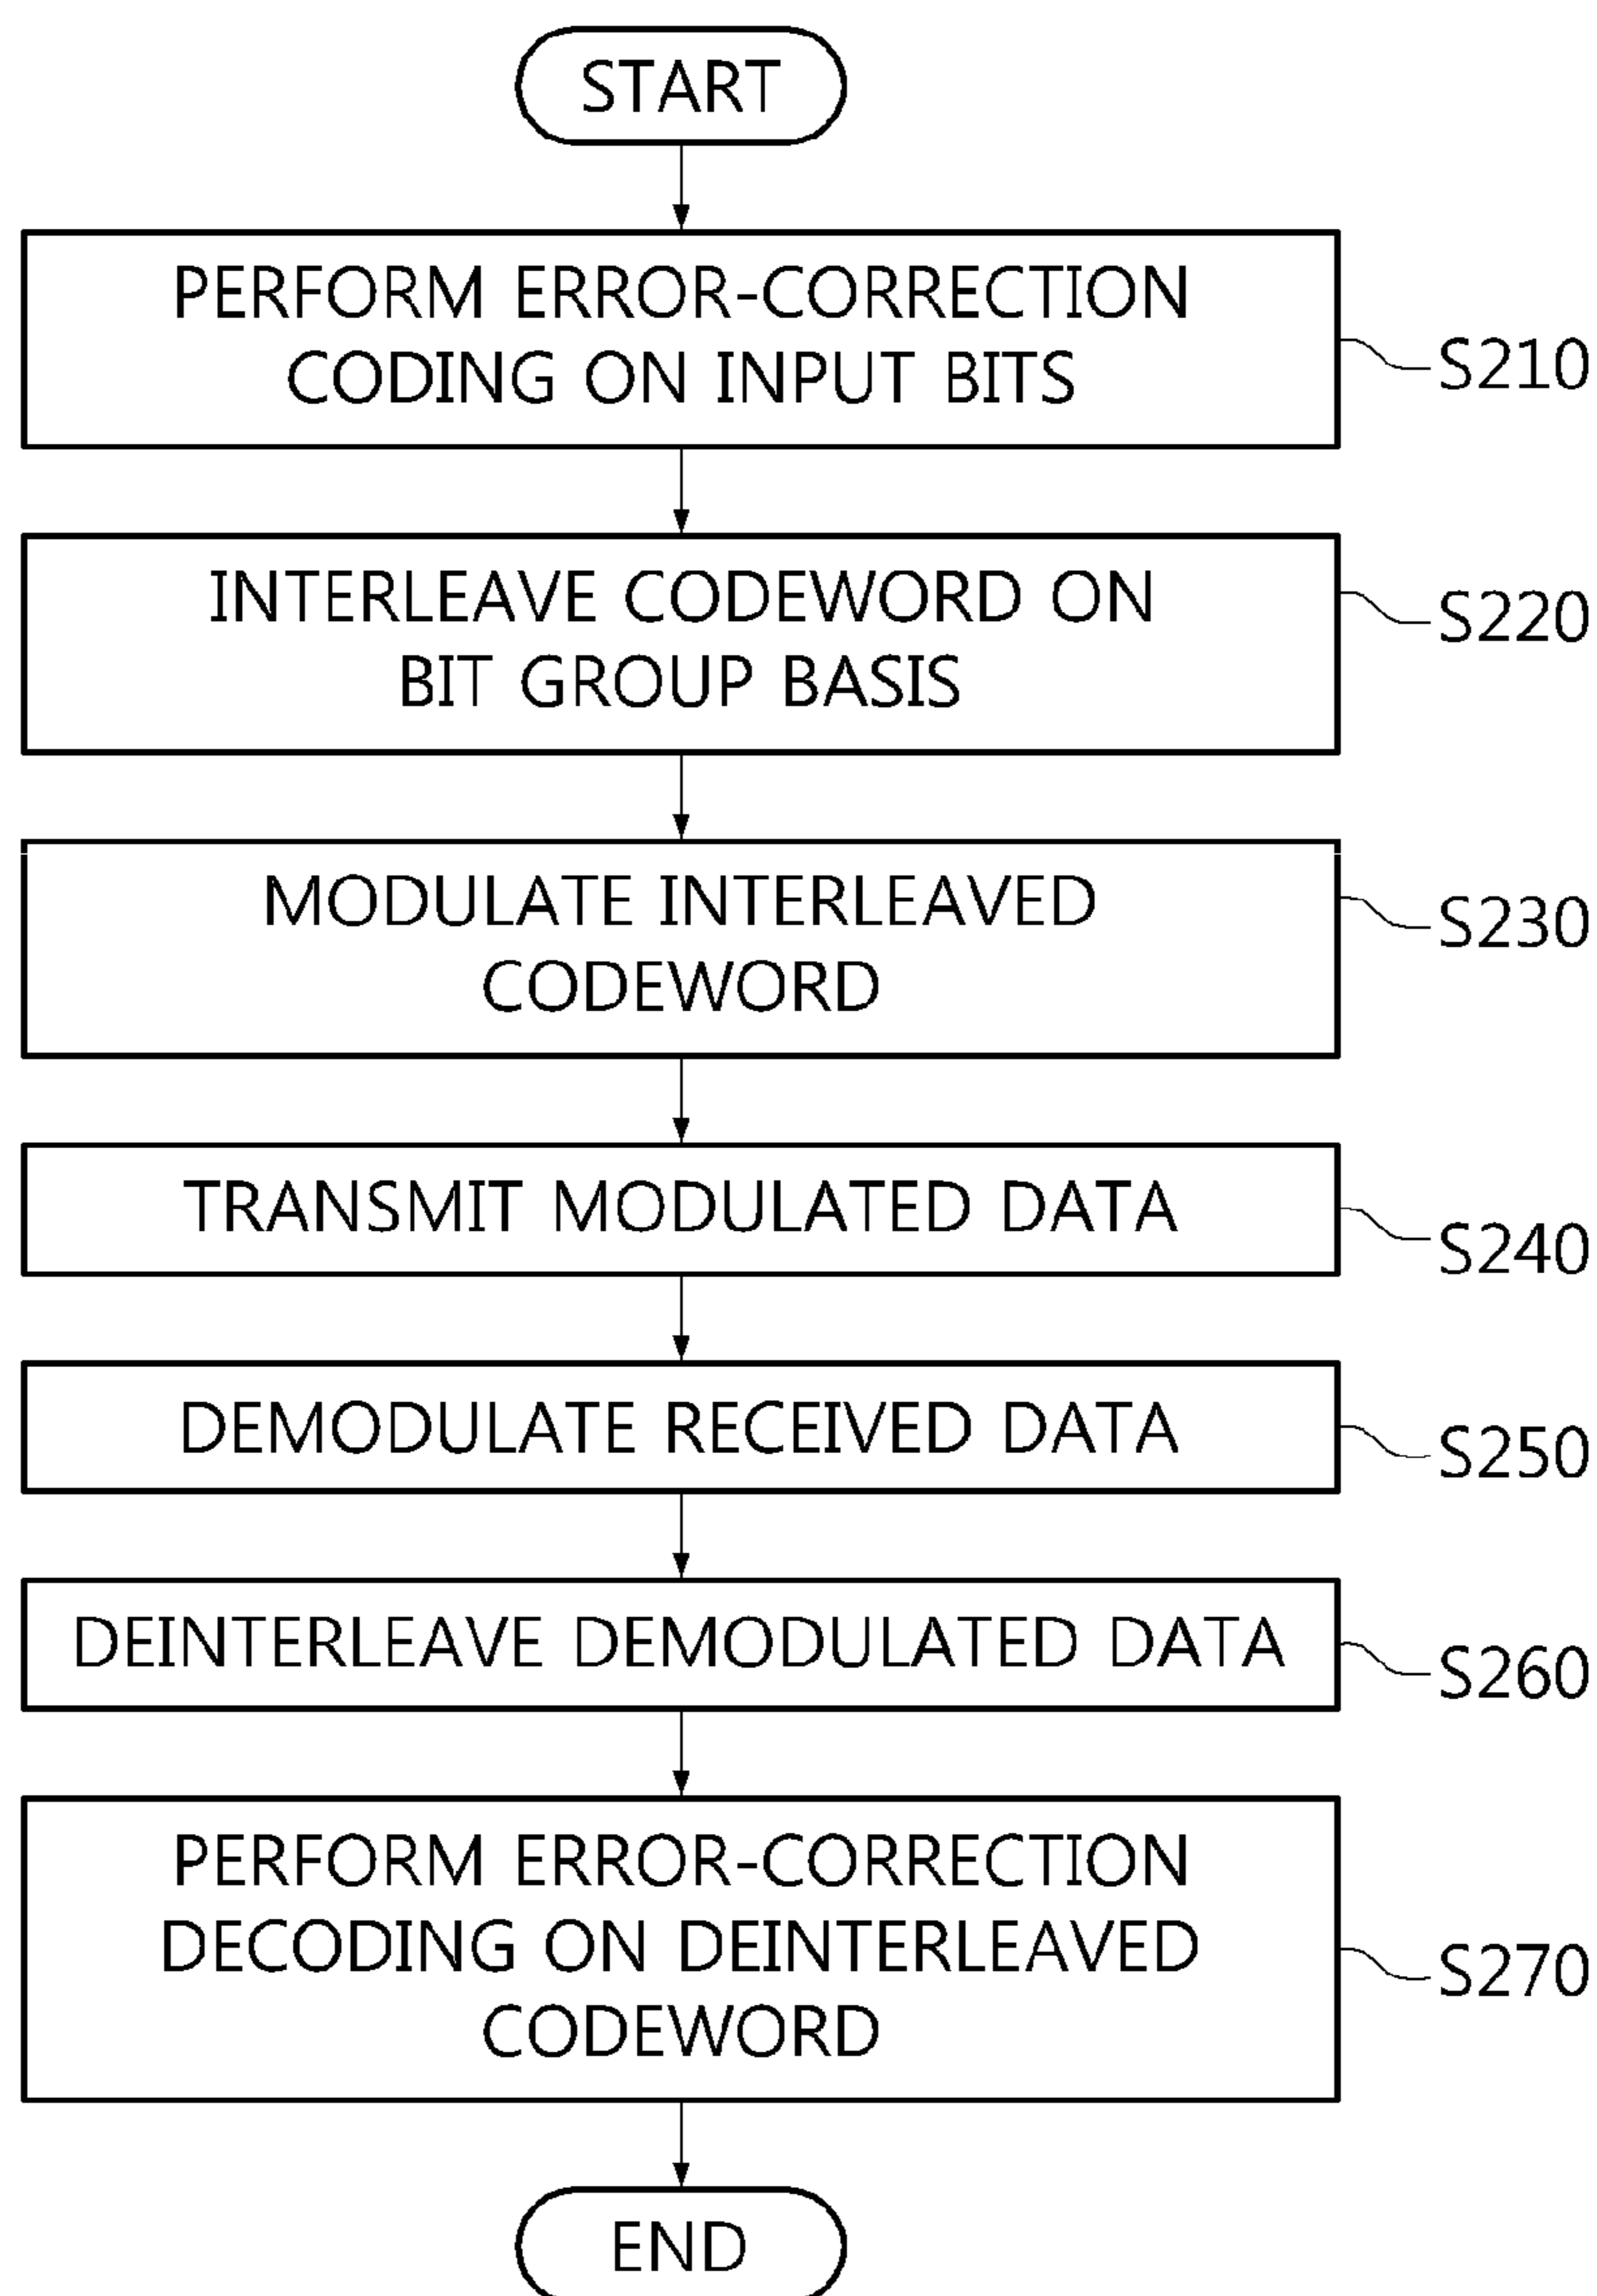 START
PERFORM ERROR-CORRECTION
CODING ON INPUT BITS
S210
INTERLEAVE CODEWORD ON
BIT GROUP BASIS
S220
MODULATE INTERLEAVED
CODEWORD
S230
TRANSMIT MODULATED DATA
S240
DEMODULATE RECEIVED DATA
S250
DEINTERLEAVE DEMODULATED DATA
S260
PERFORM ERROR-CORRECTION
DECODING ON DEINTERLEAVED
CODEWORD
S270
END